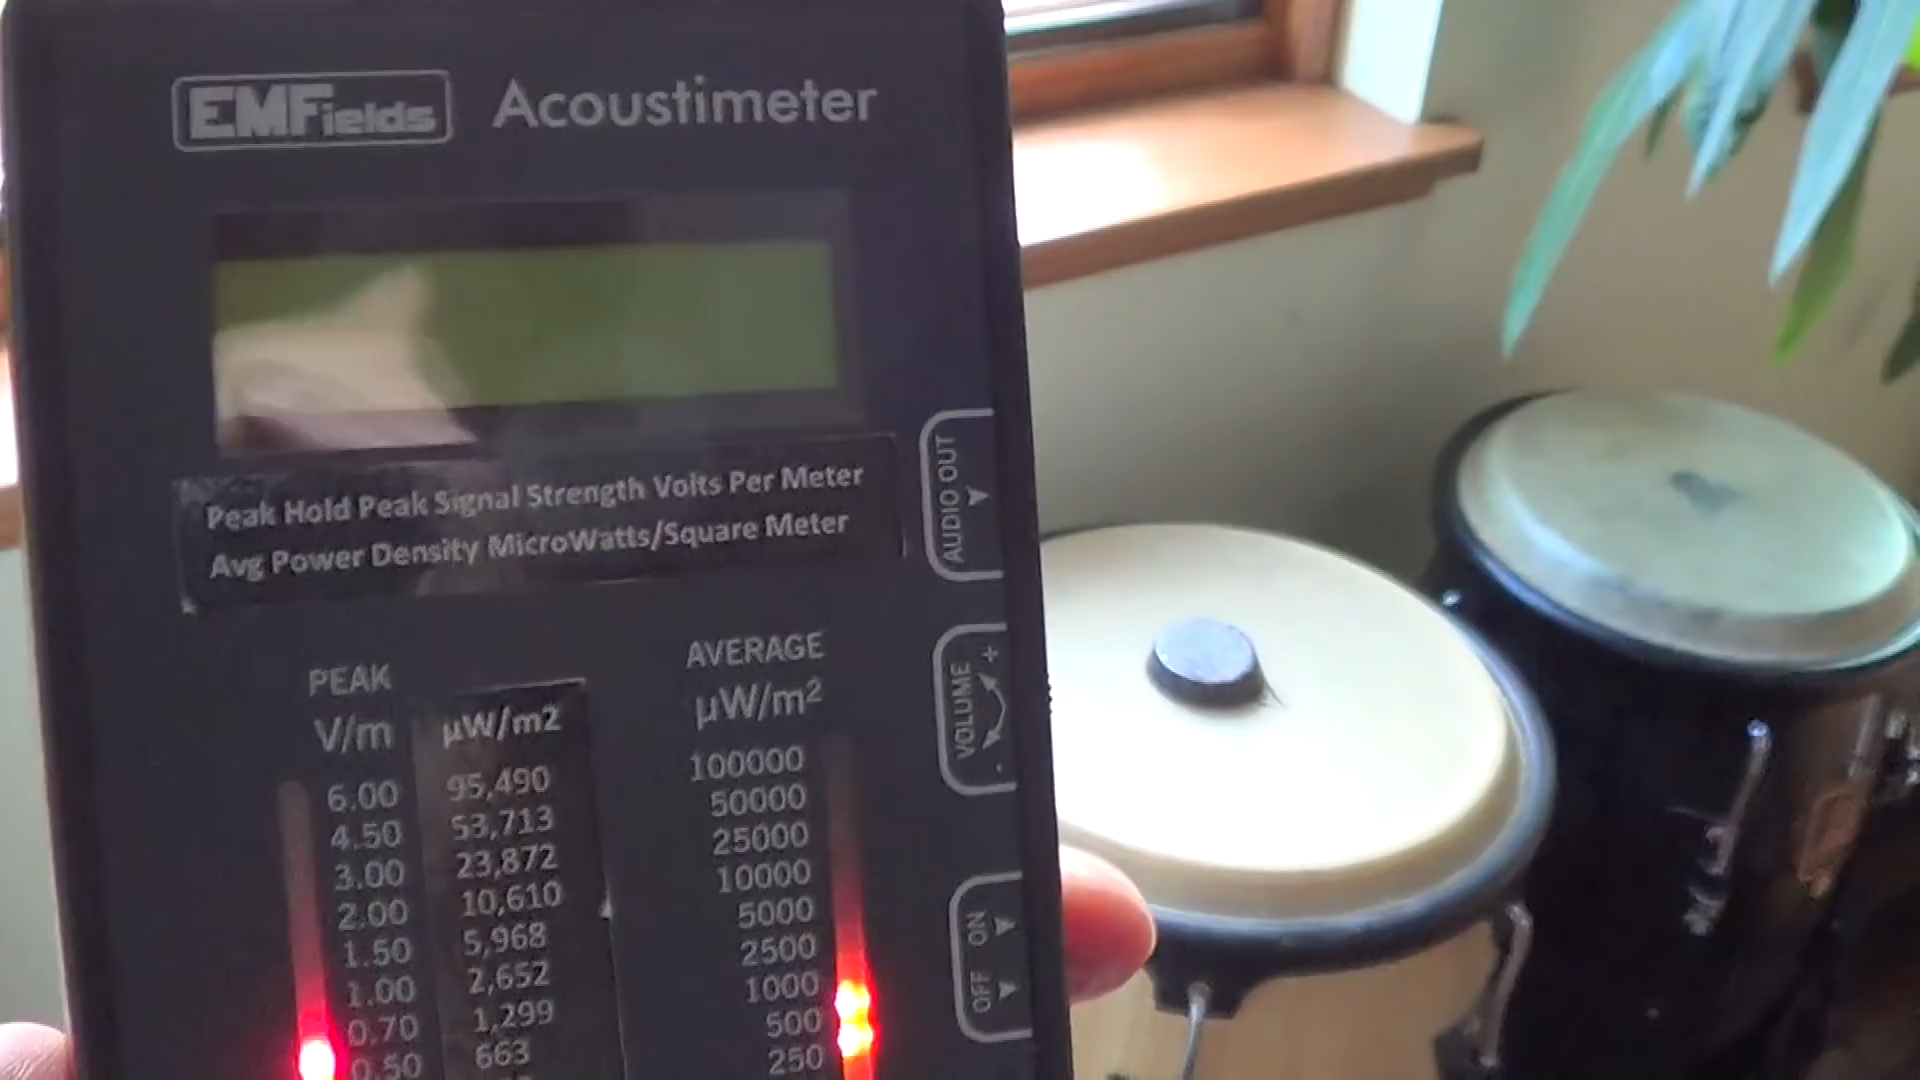 EMFields Acoustimeter
Peak Hold Peak Signal Strength Volts Per Meter
Avg Power Density MicroWatts/Square Meter
AUDIO OUT
PEAK
V/m
µW/m2
AVERAGE
µW/m²
VOLUME
+
-
6.00 95,490 100000
4.50 53,713 50000
3.00 23,872 25000
2.00 10,610 10000
1.50 5,968 5000
1.00 2,652 2500
0.70 1,299 1000
0.50 663 500
250
OFF ON